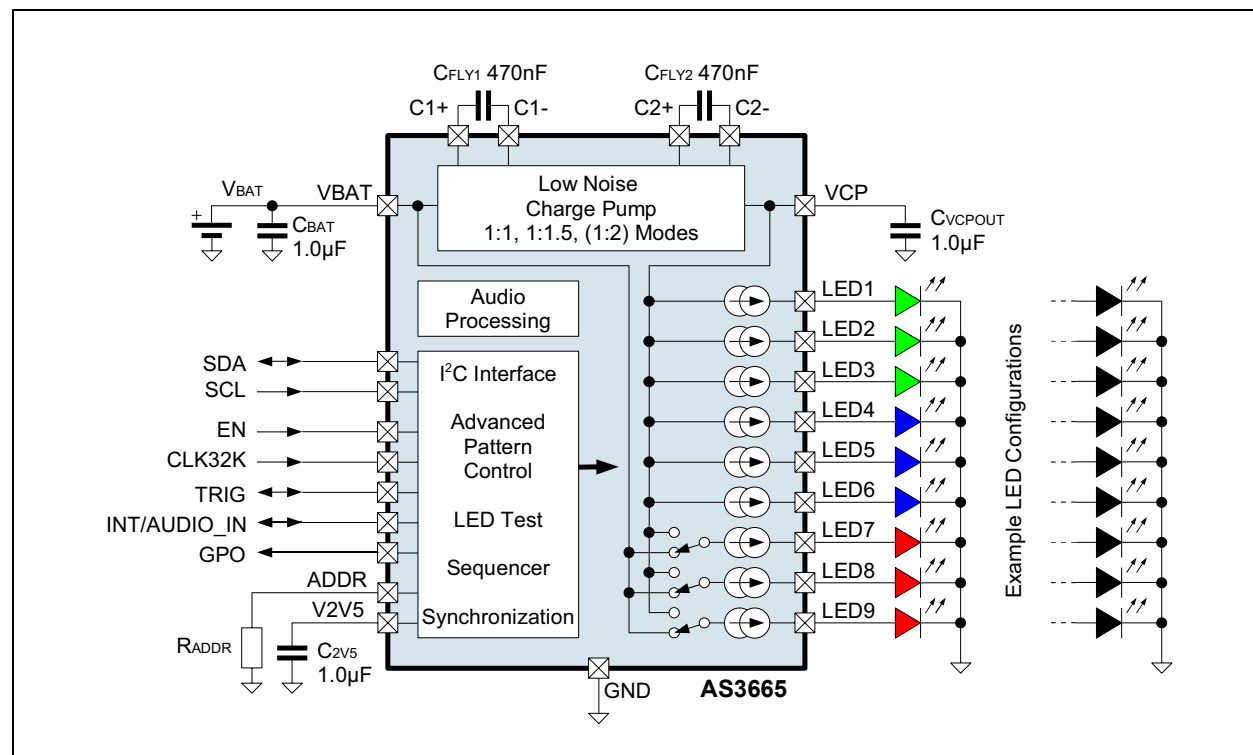 CFLY1 470nF
CFLY2 470nF
C1+
C1-
C2+
C2-
VBAT
VBAT
+
CBAT
1.0µF
Low Noise
Charge Pump
1:1, 1:1.5, (1:2) Modes
VCP
CVCPOUT
1.0µF
Audio
Processing
SDA
SCL
EN
CLK32K
TRIG
INT/AUDIO_IN
GPO
ADDR
V2V5
RADDR
C2V5
1.0µF
I2C Interface
Advanced
Pattern
Control
LED Test
Sequencer
Synchronization
LED1
LED2
LED3
LED4
LED5
LED6
LED7
LED8
LED9
Example LED Configurations
GND
AS3665